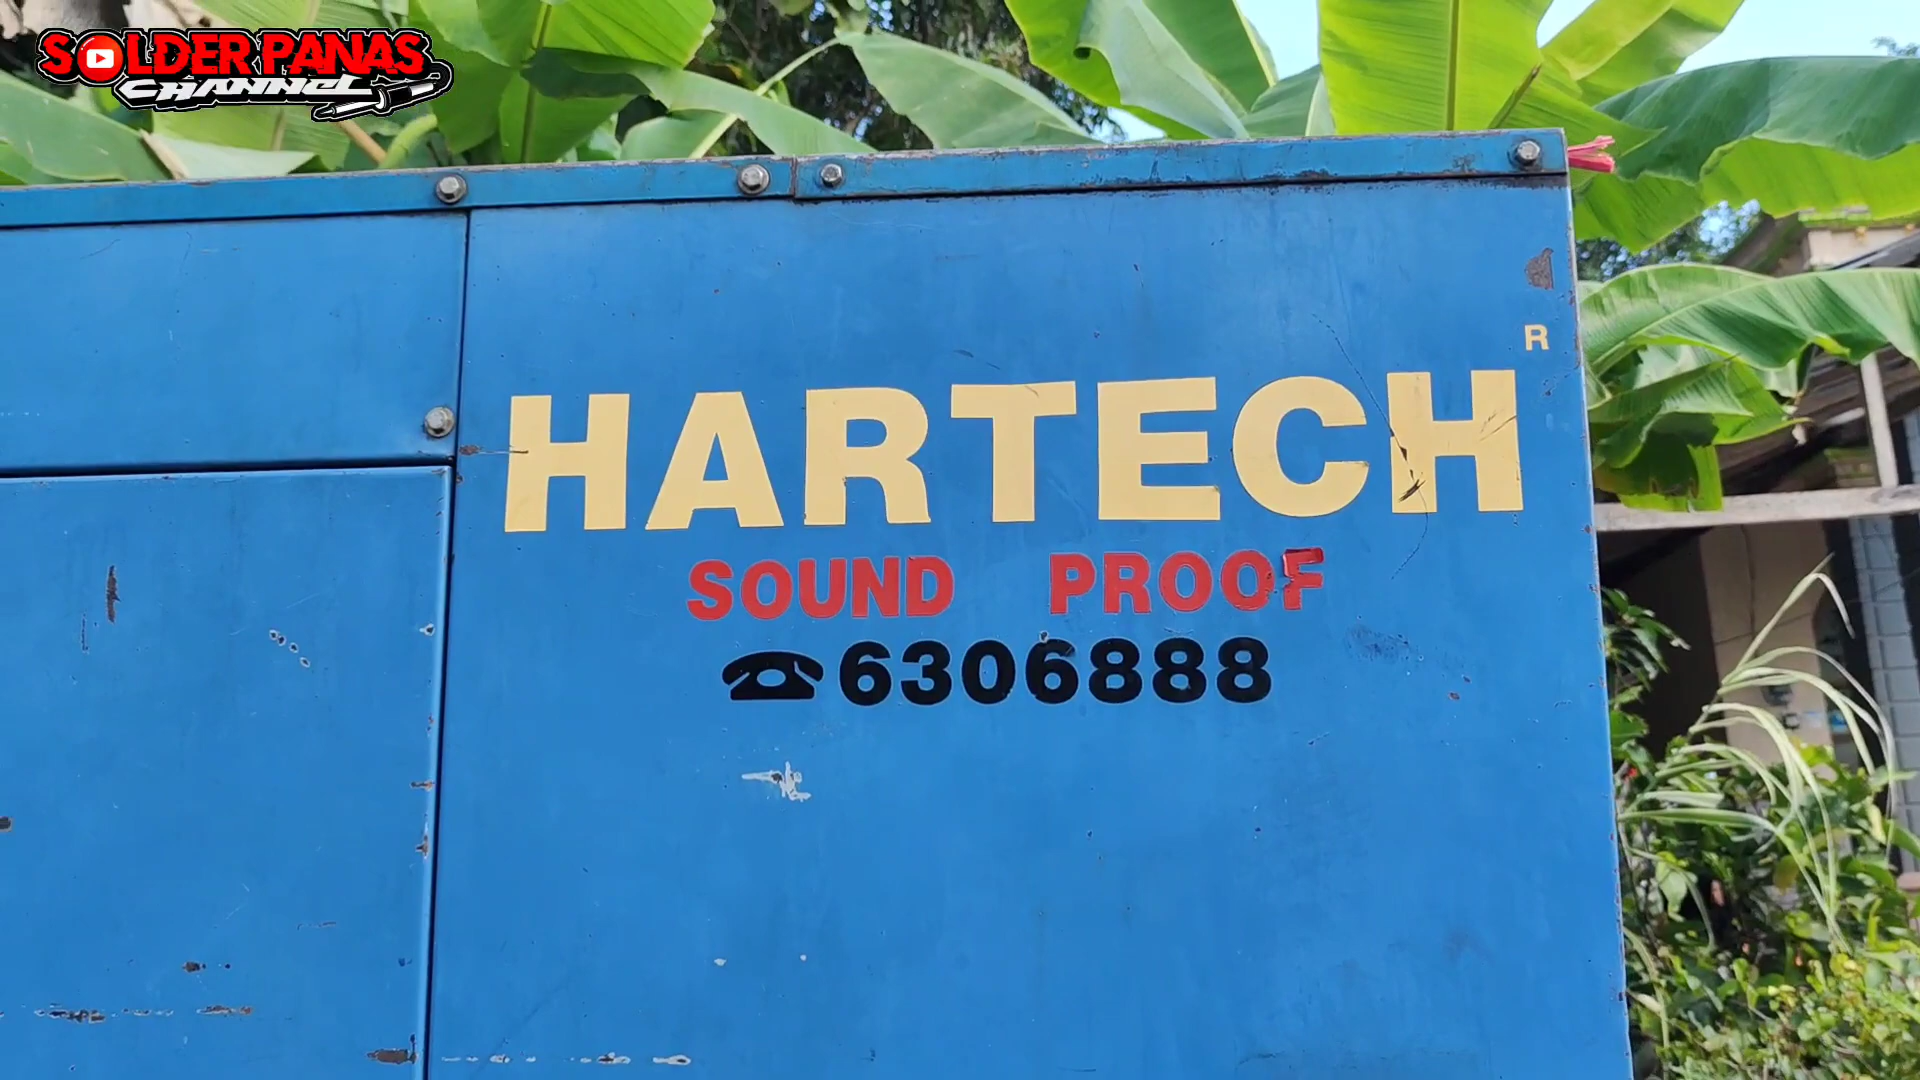 SOLDER PANAS
CHANNEL
R
HARTECH
SOUND PROOF
☎6306888